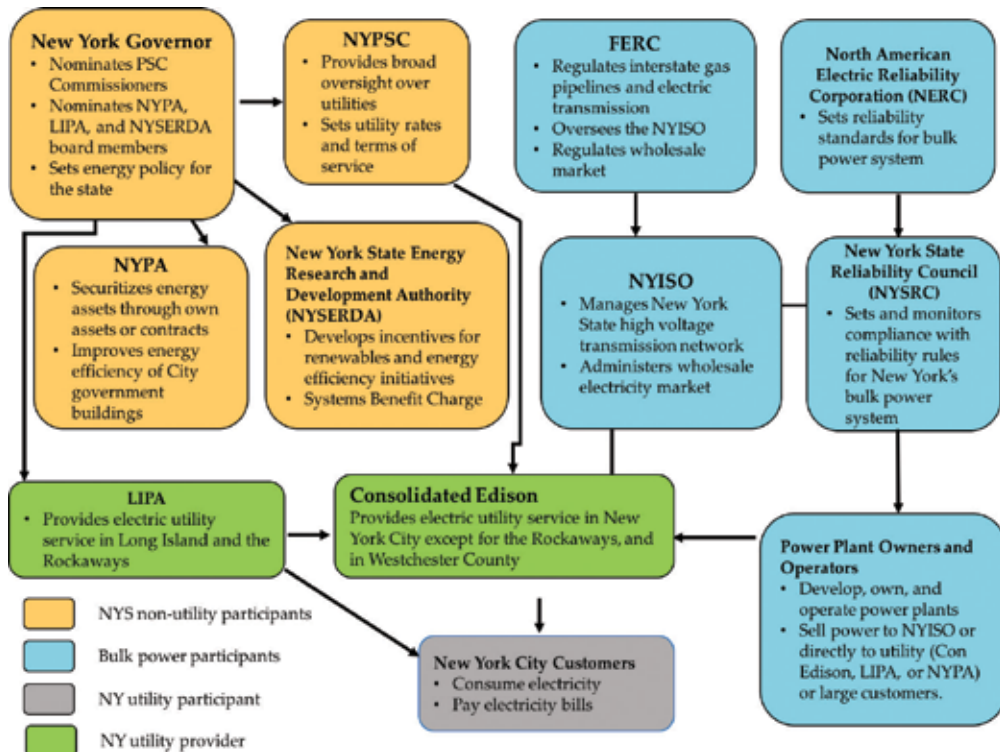 New York Governor
• Nominates PSC
Commissioners
• Nominates NYPA,
LIPA, and NYSERDA
board members
• Sets energy policy for
the state
NYPSC
• Provides broad
oversight over
utilities
• Sets utility rates
and terms of
service
FERC
• Regulates interstate gas
pipelines and electric
transmission
• Oversees the NYISO
• Regulates wholesale
market
North American
Electric Reliability
Corporation (NERC)
• Sets reliability
standards for bulk
power system
NYPA
• Securitizes energy
assets through own
assets or contracts
• Improves energy
efficiency of City
government
buildings
New York State Energy
Research and
Development Authority
(NYSERDA)
• Develops incentives for
renewables and energy
efficiency initiatives
• Systems Benefit Charge
NYISO
• Manages New York
State high voltage
transmission network
• Administers wholesale
electricity market
New York State
Reliability Council
(NYSRC)
• Sets and monitors
compliance with
reliability rules
for New York's
bulk power
system
LIPA
• Provides electric utility
service in Long Island and the
Rockaways
Consolidated Edison
Provides electric utility service in New
York City except for the Rockaways, and
in Westchester County
Power Plant Owners and
Operators
• Develop, own, and
operate power plants
• Sell power to NYISO or
directly to utility (Con
Edison, LIPA, or NYPA)
or large customers.
New York City Customers
• Consume electricity
• Pay electricity bills
NYS non-utility participants
Bulk power participants
NY utility participant
NY utility provider